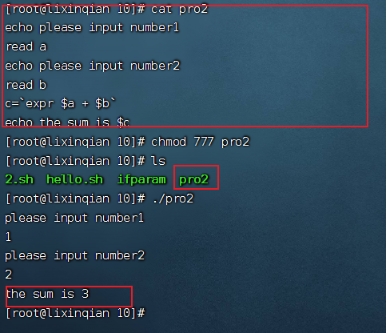 [root@lixinqian 10]# cat pro2
echo please input number1
read a
echo please input number2
read b
c=`expr $a + $b`
echo the sum is $c
[root@lixinqian 10]# chmod 777 pro2
[root@lixinqian 10]# ls
2.sh hello.sh ifparam pro2
[root@lixinqian 10]# ./pro2
please input number1
1
please input number2
2
the sum is 3
[root@lixinqian 10]#